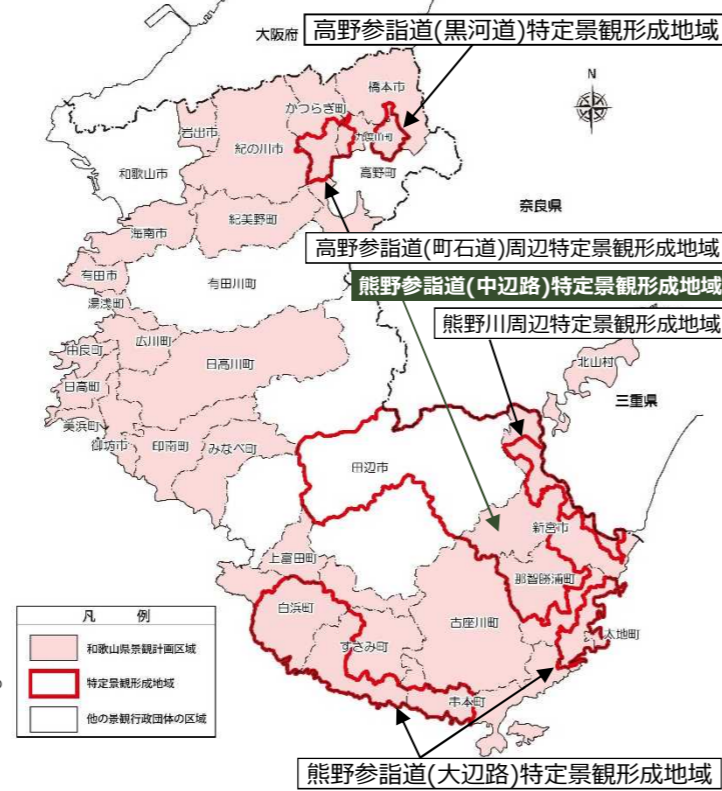 大阪府
高野参詣道(黒河道)特定景観形成地域
N
橋本市
かつらぎ町
岩出市
紀の川市
九度山町
和歌山市
高野町
奈良県
紀美野町
海南市
高野参詣道(町石道)周辺特定景観形成地域
有田市
有田川町
熊野参詣道(中辺路)特定景観形成地域
湯浅町
熊野川周辺特定景観形成地域
広川町
由良町
日高川町
北山村
日高町
三重県
美浜町
御坊市
印南町
みなべ町
田辺市
新宮市
上富田町
那智勝浦町
白浜町
古座川町
太地町
すさみ町
串本町
凡 例
和歌山県景観計画区域
特定景観形成地域
他の景観行政団体の区域
熊野参詣道(大辺路)特定景観形成地域